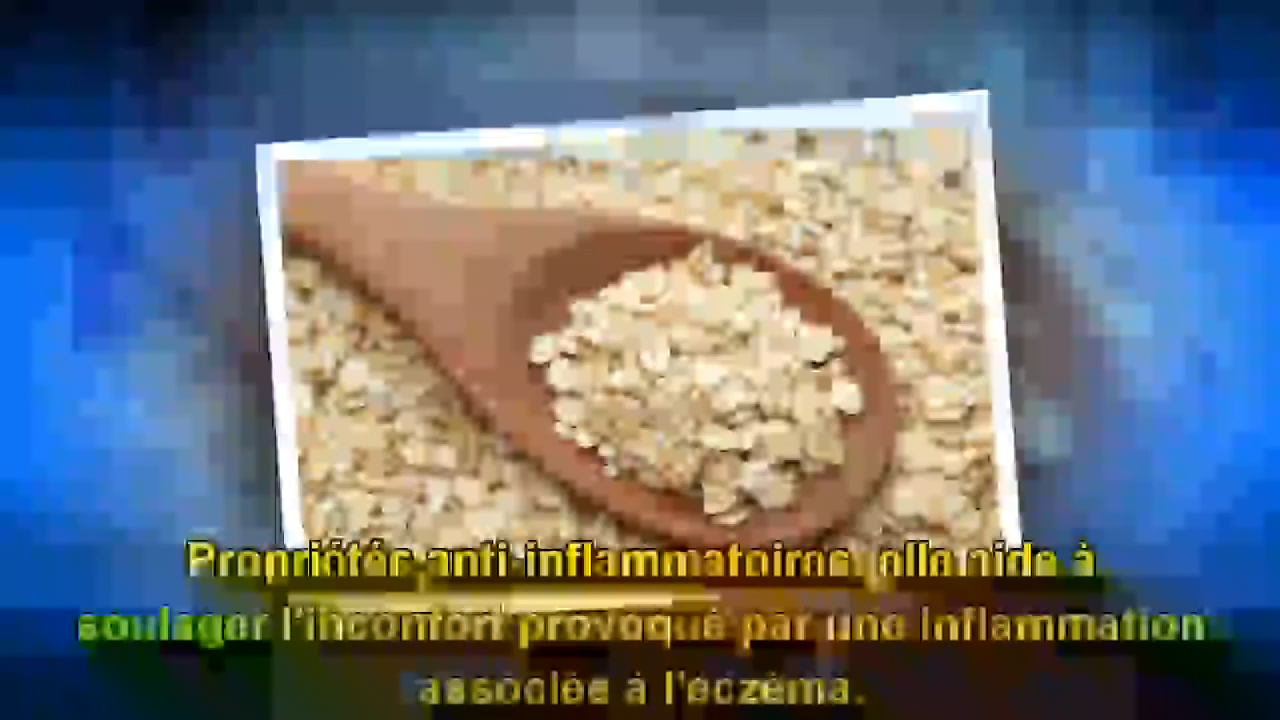 Propriétés anti-inflammatoires, elle aide à
soulager l'inconfort provoqué par une inflammation
associée à l'eczéma.